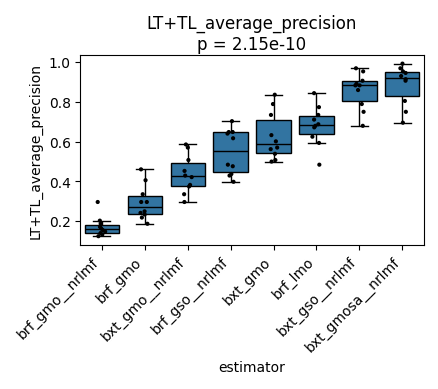 LT+TL_average_precision
p = 2.15e-10
LT+TL_average_precision
1.0
0.8
0.6
0.4
0.2
brf_gmo__nrlmf
brf_gmo
bxt_gmo__nrlmf
brf_gso__nrlmf
bxt_gmo
brf_lmo
bxt_gso__nrlmf
bxt_gmosa__nrlmf
estimator